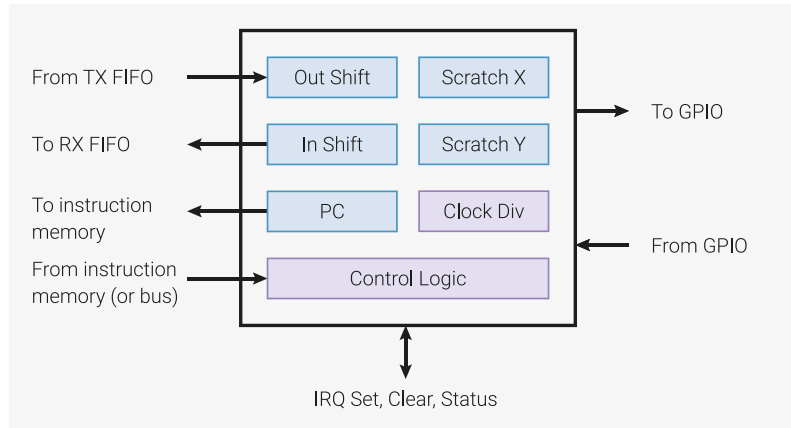 From TX FIFO
Out Shift
Scratch X
To GPIO
To RX FIFO
In Shift
Scratch Y
To instruction
memory
PC
Clock Div
From GPIO
From instruction
memory (or bus)
Control Logic
IRQ Set, Clear, Status